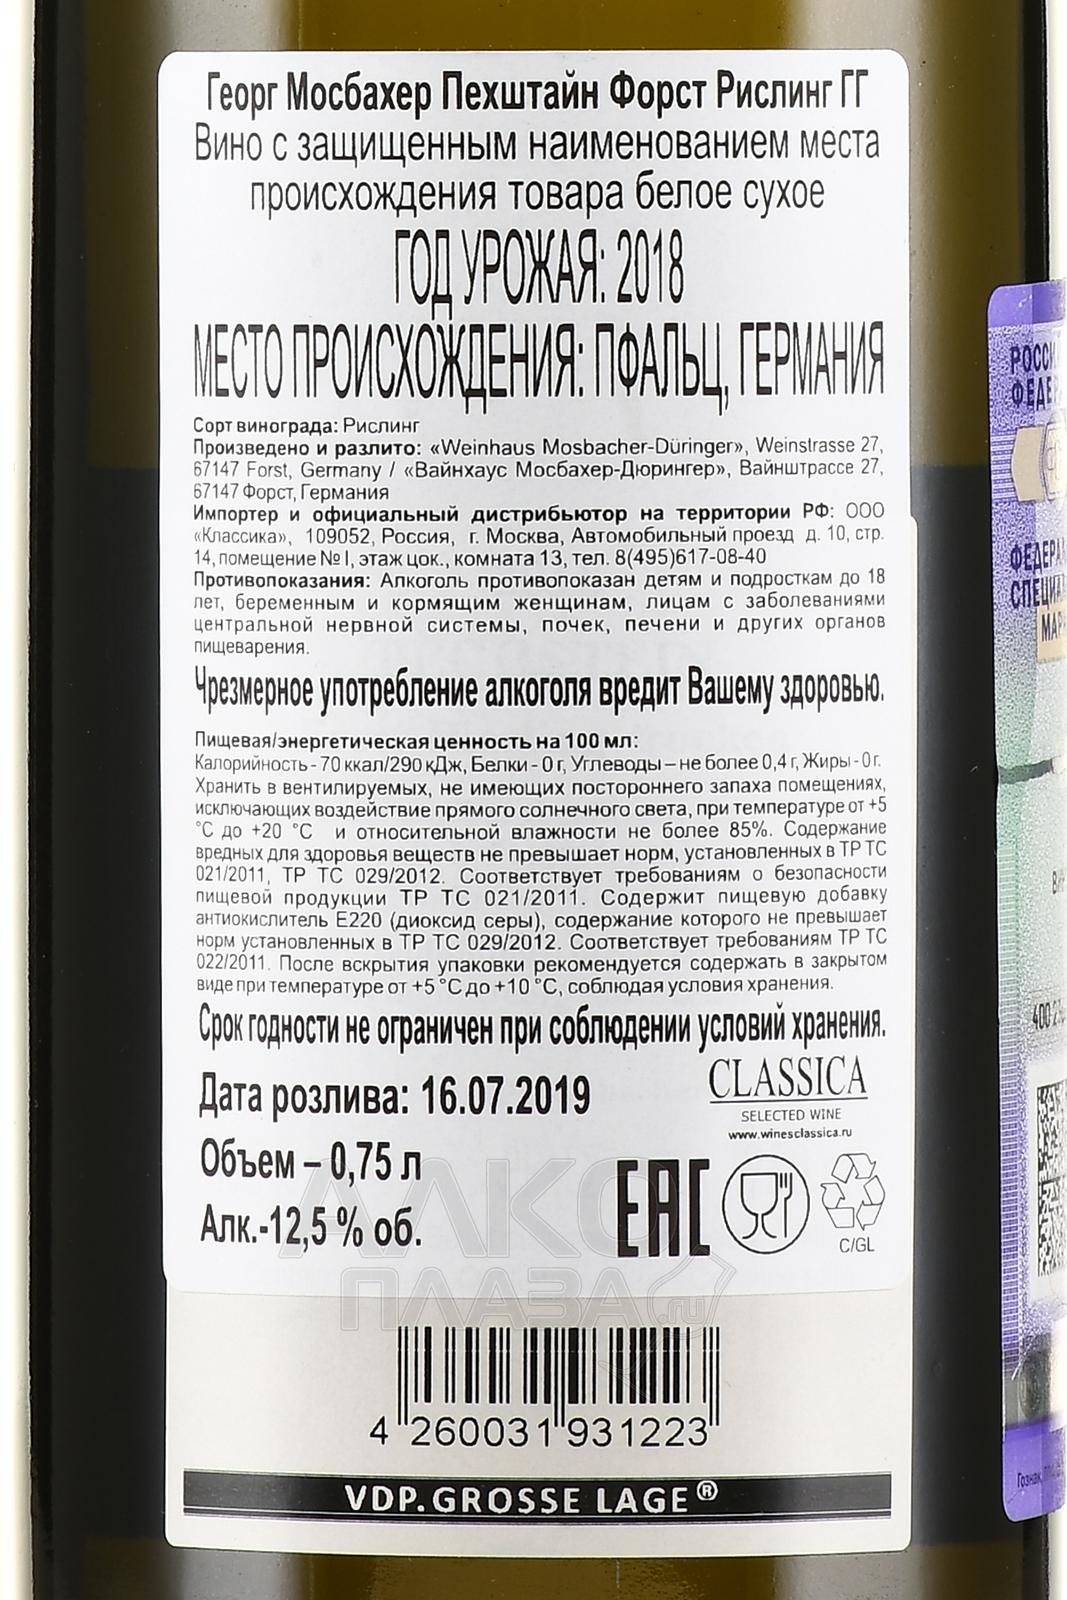 Георг Мосбахер Пехштайн Форст Рислинг ГГ
Вино с защищенным наименованием места
происхождения товара белое сухое
ГОД УРОЖАЯ: 2018
МЕСТО ПРОИСХОЖДЕНИЯ: ПФАЛЬЦ, ГЕРМАНИЯ
Сорт винограда: Рислинг
Произведено и разлито: «Weinhaus Mosbacher-Düringer», Weinstrasse 27,
67147 Forst, Germany / «Вайнхаус Мосбахер-Дюрингер», Вайнштрассе 27,
67147 Форст, Германия
Импортер и официальный дистрибьютор на территории РФ: ООО
«Классика», 109052, Россия, г. Москва, Автомобильный проезд д. 10, стр.
14, помещение № I, этаж цок., комната 13, тел. 8(495)617-08-40
Противопоказания: Алкоголь противопоказан детям и подросткам до 18
лет, беременным и кормящим женщинам, лицам с заболеваниями
центральной нервной системы, почек, печени и других органов
пищеварения.
Чрезмерное употребление алкоголя вредит Вашему здоровью.
Пищевая/энергетическая ценность на 100 мл:
Калорийность - 70 ккал/290 кДж, Белки - 0 г, Углеводы – не более 0,4 г, Жиры - 0 г.
Хранить в вентилируемых, не имеющих постороннего запаха помещениях,
исключающих воздействие прямого солнечного света, при температуре от +5
°С до +20 °С и относительной влажности не более 85%. Содержание
вредных для здоровья веществ не превышает норм, установленных в ТР ТС
021/2011, ТР ТС 029/2012. Соответствует требованиям о безопасности
пищевой продукции ТР ТС 021/2011. Содержит пищевую добавку
антиокислитель Е220 (диоксид серы), содержание которого не превышает
норм установленных в ТР ТС 029/2012. Соответствует требованиям ТР ТС
022/2011. После вскрытия упаковки рекомендуется содержать в закрытом
виде при температуре от +5 °С до +10 °С, соблюдая условия хранения.
Срок годности не ограничен при соблюдении условий хранения.
Дата розлива: 16.07.2019
CLASSICA
SELECTED WINE
www.winesclassica.ru
Объем – 0,75 л
Алк.-12,5 % об.
ЕАС
C/GL
АЛКО
ПЛАЗА.ru
4 260031 931223
VDP.GROSSE LAGE®